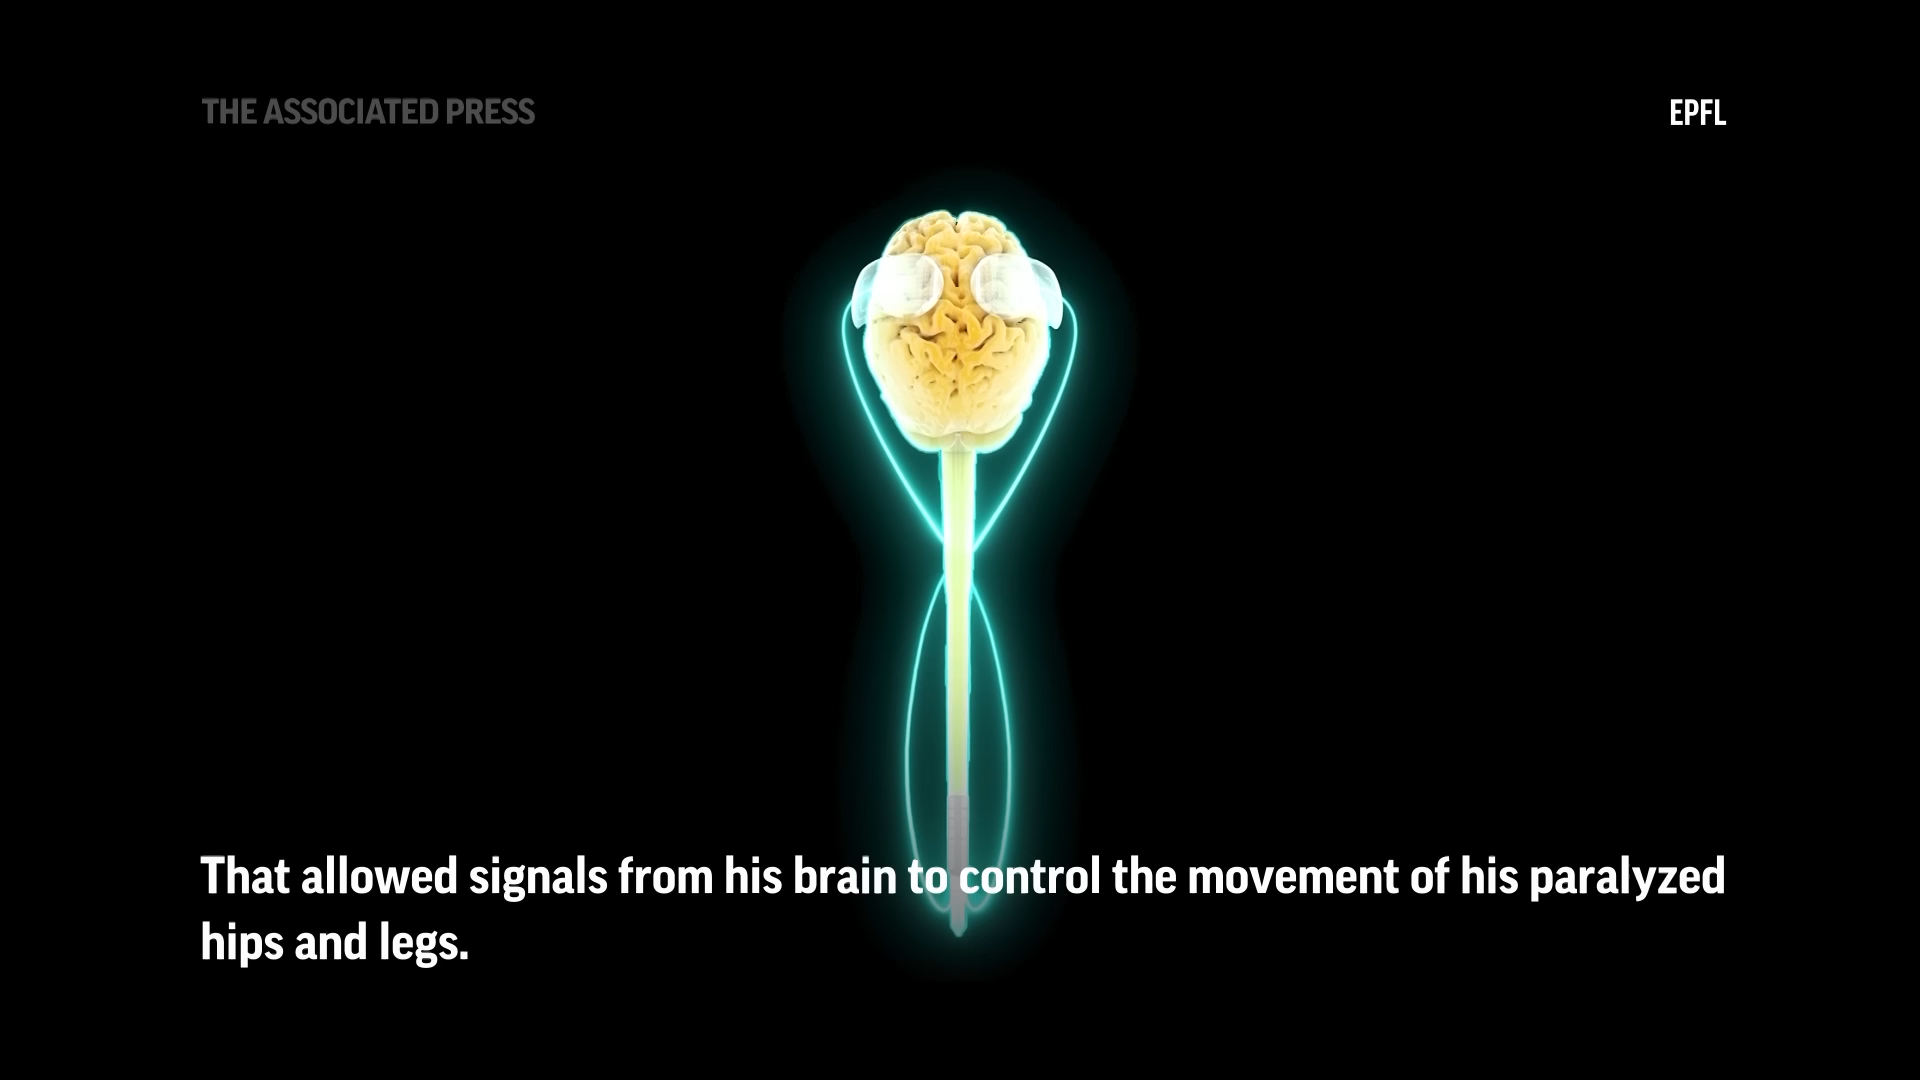 THE ASSOCIATED PRESS
EPFL
That allowed signals from his brain to control the movement of his paralyzed
hips and legs.